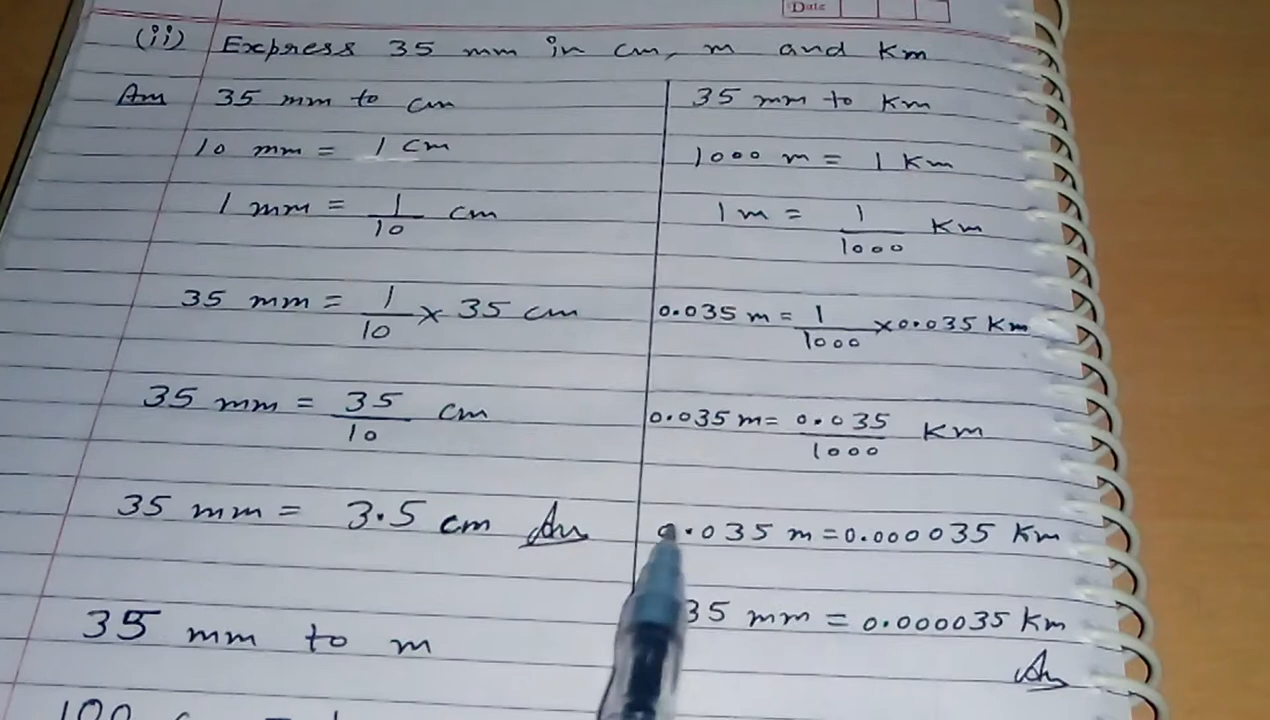 Date
(ii) Express 35 mm in cm, m and Km
Ans 35 mm to cm
10 mm = 1 cm
1 mm = 1/10 cm
35 mm = 1/10 × 35 cm
35 mm = 35/10 cm
35 mm = 3.5 cm Ans
35 mm to m
100
35 mm to Km
1000 m = 1 Km
1 m = 1/1000 Km
0.035 m = 1/1000 × 0.035 Km
0.035 m = 0.035/1000 Km
0.035 m = 0.000035 Km
35 mm = 0.000035 Km
Ans